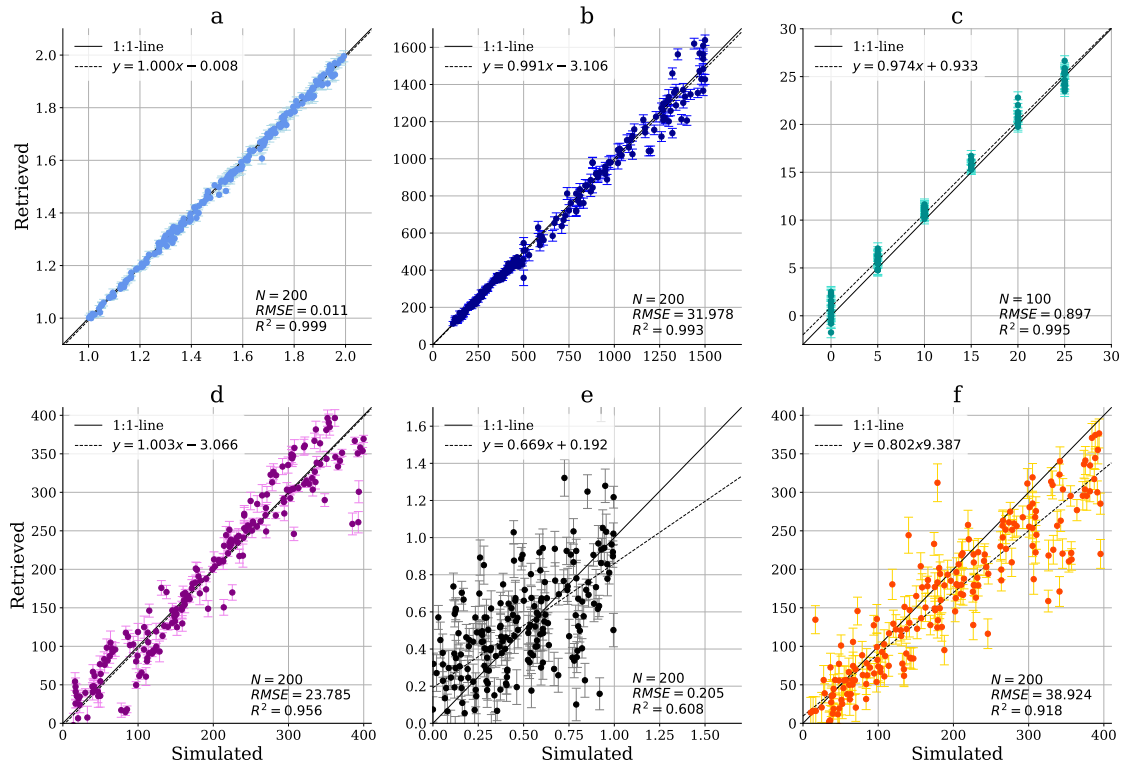 a
1:1-line
y = 1.000x − 0.008
2.0
1.8
1.6
1.4
1.2
1.0
Retrieved
N = 200
RMSE = 0.011
R² = 0.999
1.0 1.2 1.4 1.6 1.8 2.0
b
1:1-line
y = 0.991x − 3.106
1600
1400
1200
1000
800
600
400
200
0
N = 200
RMSE = 31.978
R² = 0.993
0 250 500 750 1000 1250 1500
c
1:1-line
y = 0.974x + 0.933
30
25
20
15
10
5
0
N = 100
RMSE = 0.897
R² = 0.995
0 5 10 15 20 25 30
d
1:1-line
y = 1.003x − 3.066
400
350
300
250
200
150
100
50
0
Retrieved
N = 200
RMSE = 23.785
R² = 0.956
0 100 200 300 400
Simulated
e
1:1-line
y = 0.669x + 0.192
1.6
1.4
1.2
1.0
0.8
0.6
0.4
0.2
0.0
N = 200
RMSE = 0.205
R² = 0.608
0.00 0.25 0.50 0.75 1.00 1.25 1.50
Simulated
f
1:1-line
y = 0.802x9.387
400
350
300
250
200
150
100
50
0
N = 200
RMSE = 38.924
R² = 0.918
0 100 200 300 400
Simulated